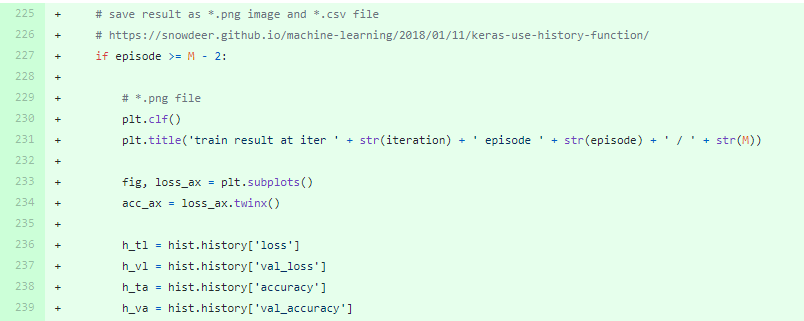 225 + # save result as *.png image and *.csv file
226 + # https://snowdeer.github.io/machine-learning/2018/01/11/keras-use-history-function/
227 + if episode >= M - 2:
228 +
229 + # *.png file
230 + plt.clf()
231 + plt.title('train result at iter ' + str(iteration) + ' episode ' + str(episode) + ' / ' + str(M))
232 +
233 + fig, loss_ax = plt.subplots()
234 + acc_ax = loss_ax.twinx()
235 +
236 + h_tl = hist.history['loss']
237 + h_vl = hist.history['val_loss']
238 + h_ta = hist.history['accuracy']
239 + h_va = hist.history['val_accuracy']